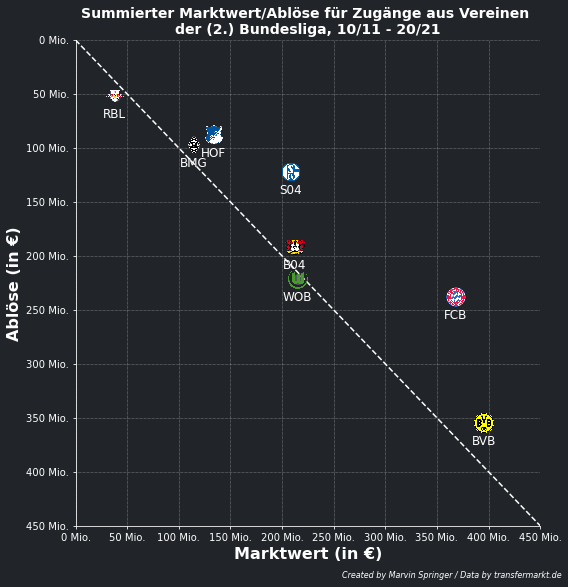 Summierter Marktwert/Ablöse für Zugänge aus Vereinen
der (2.) Bundesliga, 10/11 - 20/21
0 Mio.
50 Mio.
RBL
100 Mio.
HOF
BMG
S04
150 Mio.
200 Mio.
B04
WOB
250 Mio.
FCB
300 Mio.
350 Mio.
BVB
400 Mio.
450 Mio.
Ablöse (in €)
0 Mio. 50 Mio. 100 Mio. 150 Mio. 200 Mio. 250 Mio. 300 Mio. 350 Mio. 400 Mio. 450 Mio.
Marktwert (in €)
Created by Marvin Springer / Data by transfermarkt.de